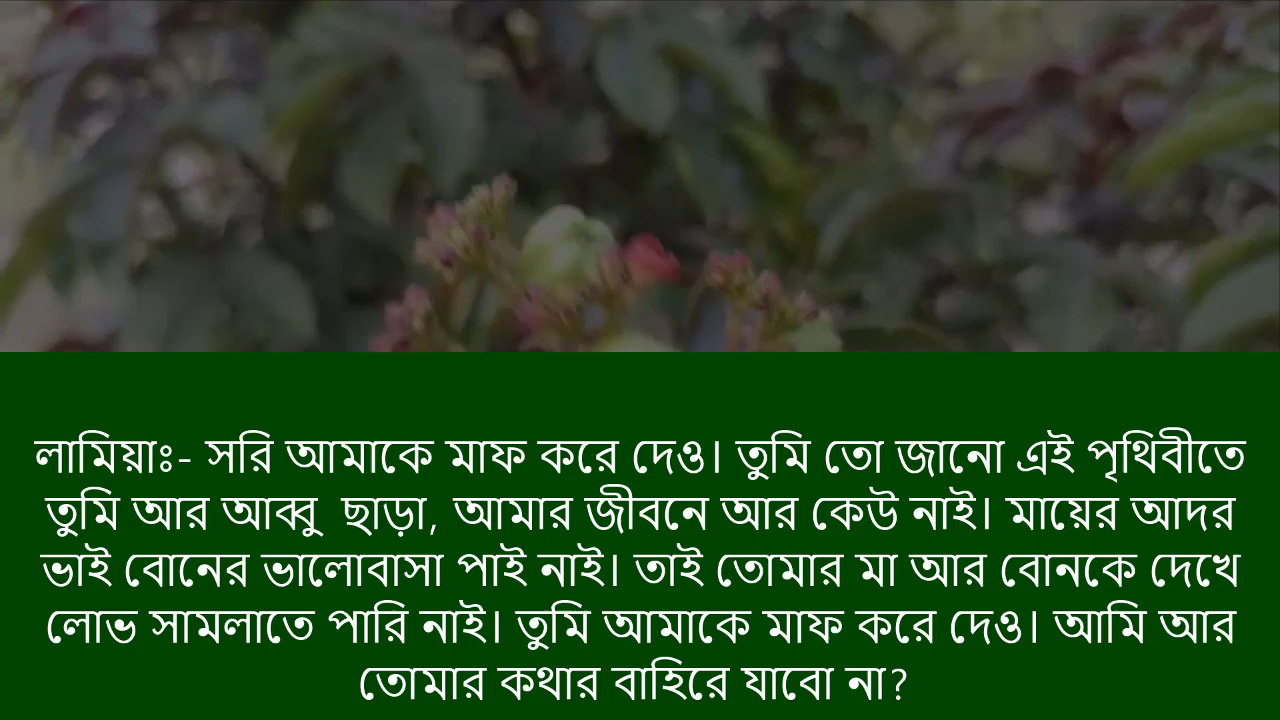 লামিয়াঃ- সরি আমাকে মাফ করে দেও। তুমি তো জানো এই পৃথিবীতে
তুমি আর আব্বু  ছাড়া, আমার জীবনে আর কেউ নাই। মায়ের আদর
ভাই বোনের ভালোবাসা পাই নাই। তাই তোমার মা আর বোনকে দেখে
লোভ সামলাতে পারি নাই। তুমি আমাকে মাফ করে দেও। আমি আর
তোমার কথার বাহিরে যাবো না?